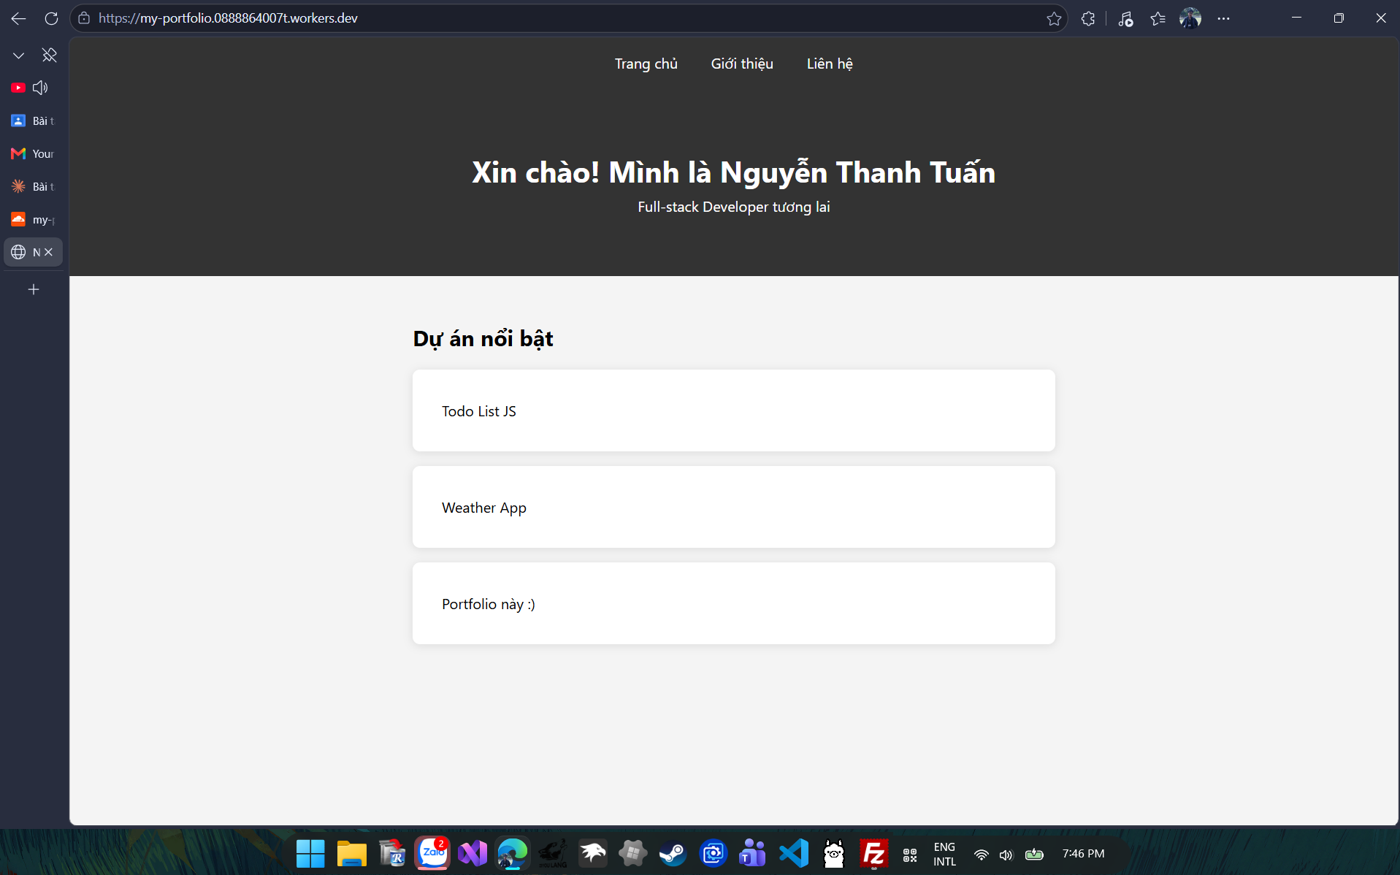 https://my-portfolio.0888864007t.workers.dev
Bài t
Your
Bài t
my-p
N
Trang chủ
Giới thiệu
Liên hệ
Xin chào! Mình là Nguyễn Thanh Tuấn
Full-stack Developer tương lai
Dự án nổi bật
Todo List JS
Weather App
Portfolio này :)
2
Zalo
ENG
INTL
7:46 PM